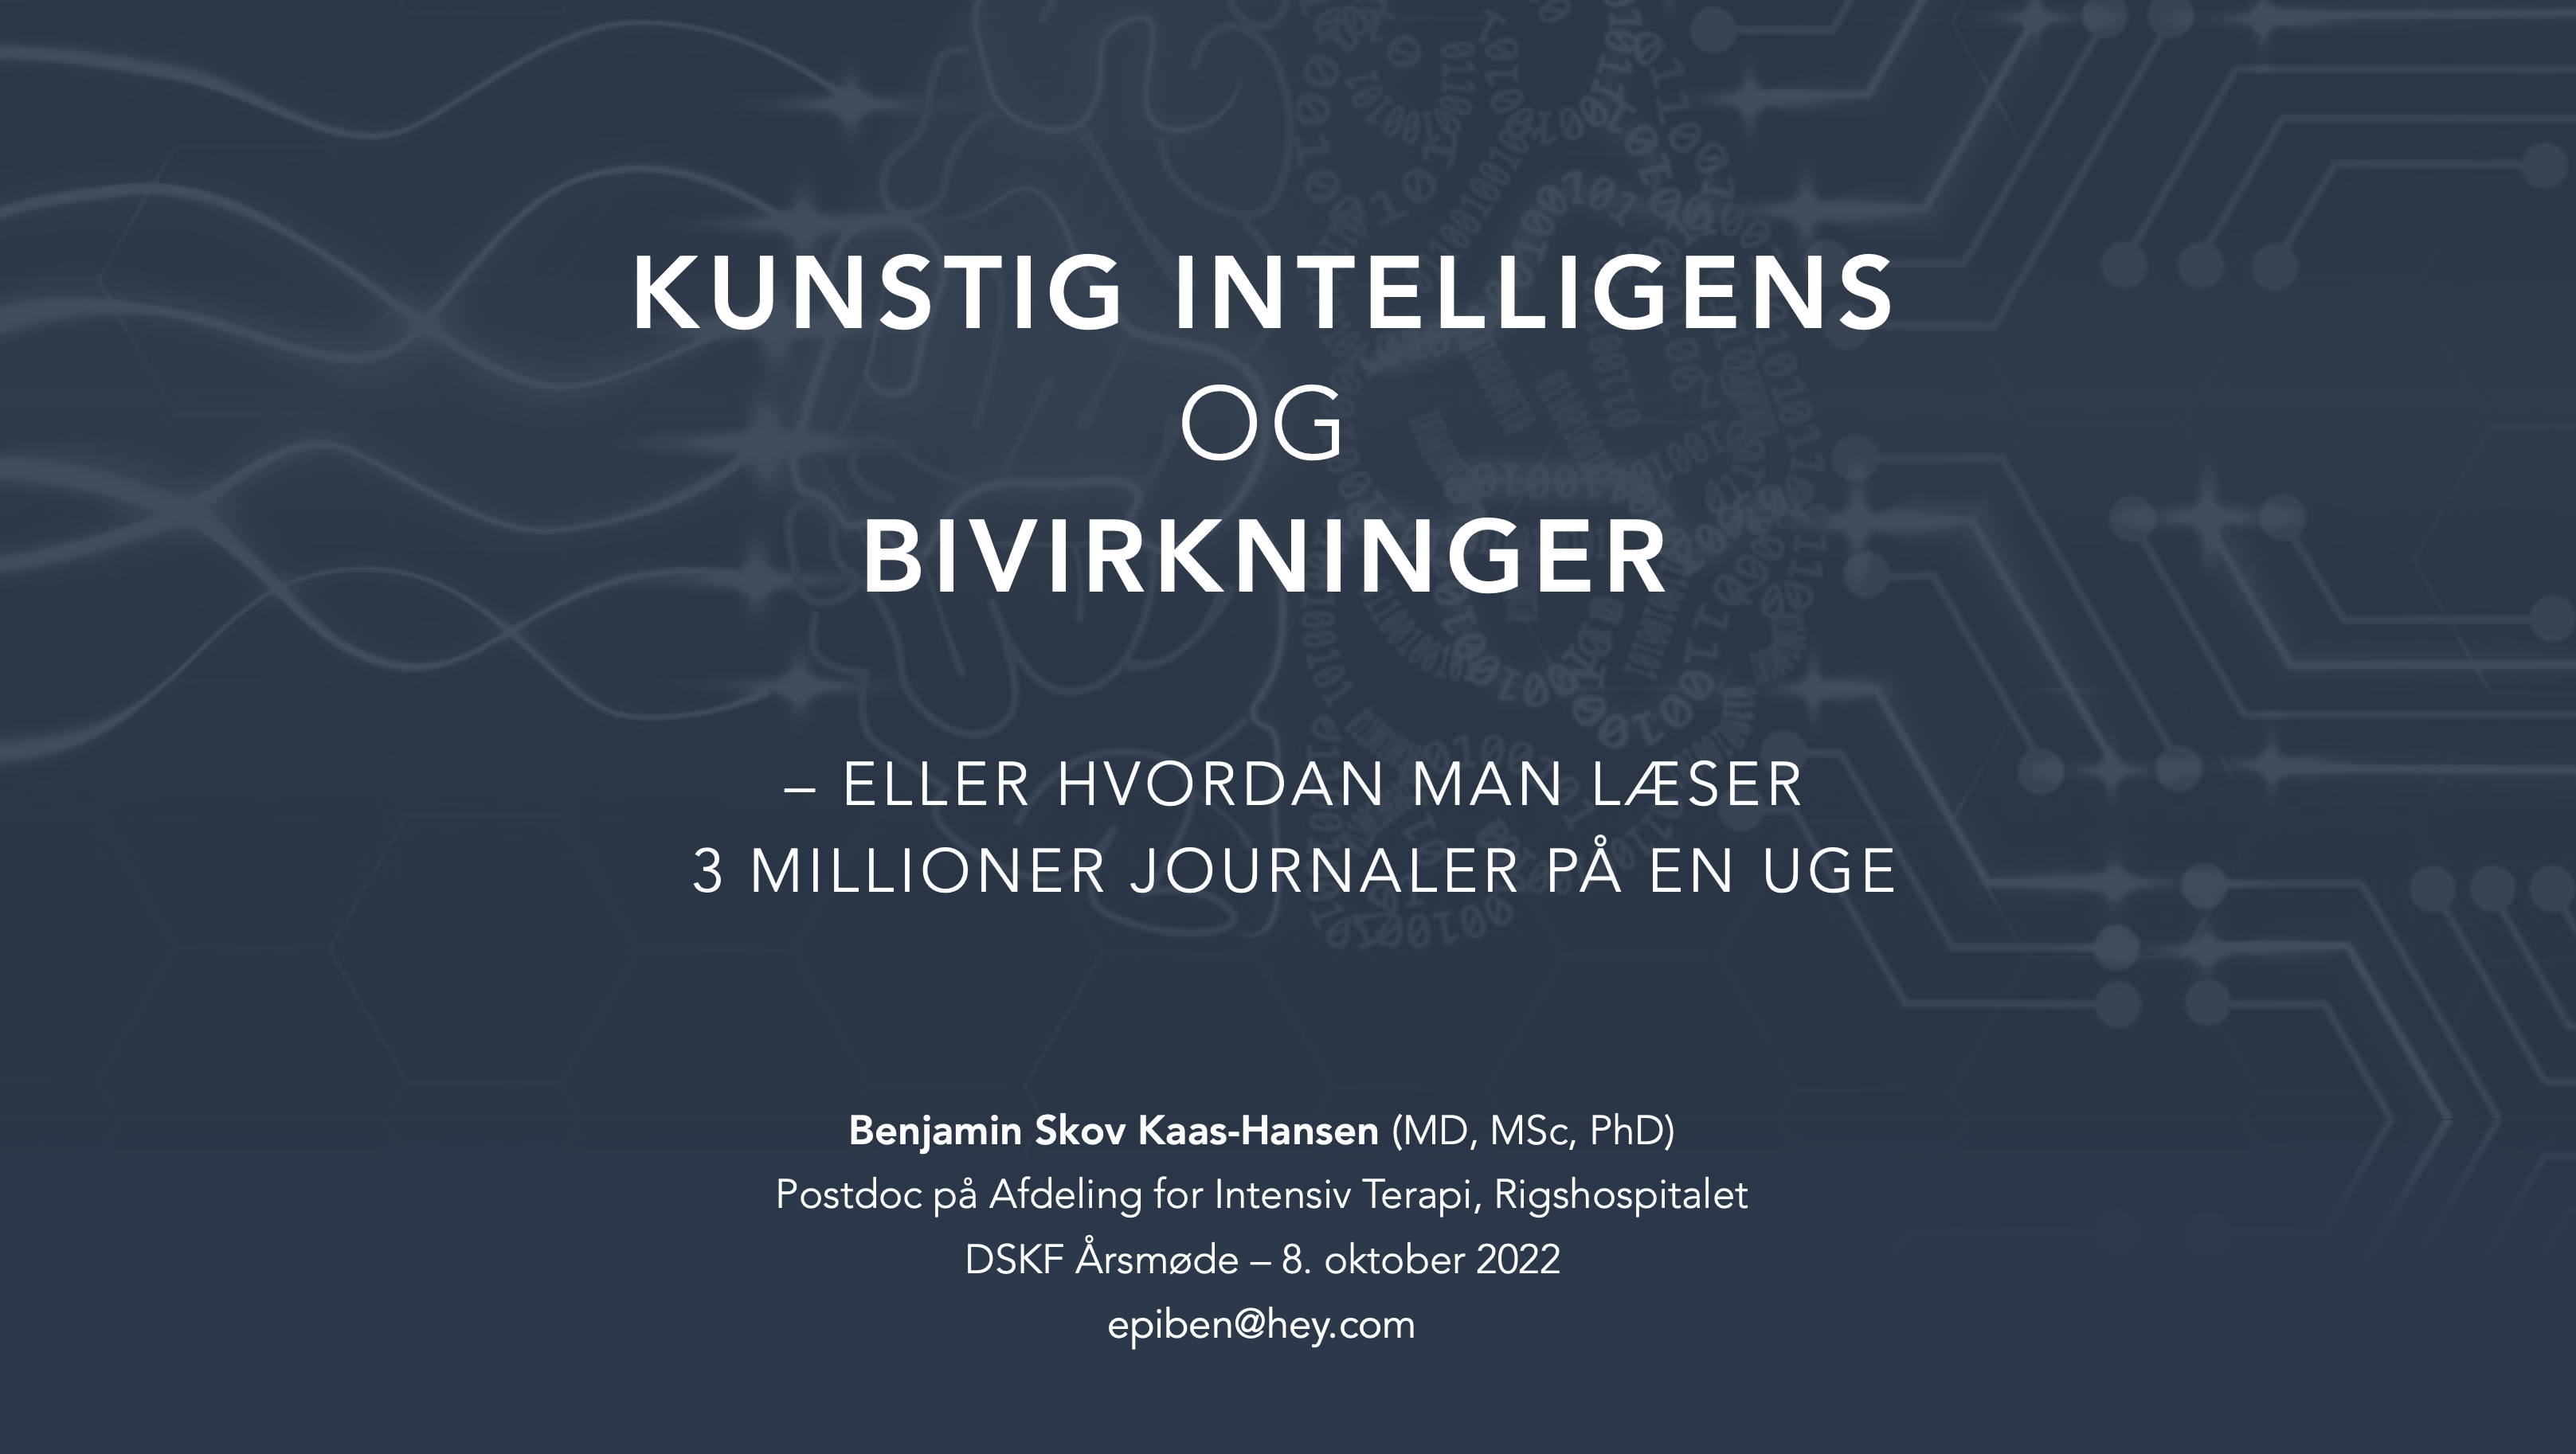 KUNSTIG INTELLIGENS
OG
BIVIRKNINGER
– ELLER HVORDAN MAN LÆSER
3 MILLIONER JOURNALER PÅ EN UGE
Benjamin Skov Kaas-Hansen (MD, MSc, PhD)
Postdoc på Afdeling for Intensiv Terapi, Rigshospitalet
DSKF Årsmøde – 8. oktober 2022
epiben@hey.com